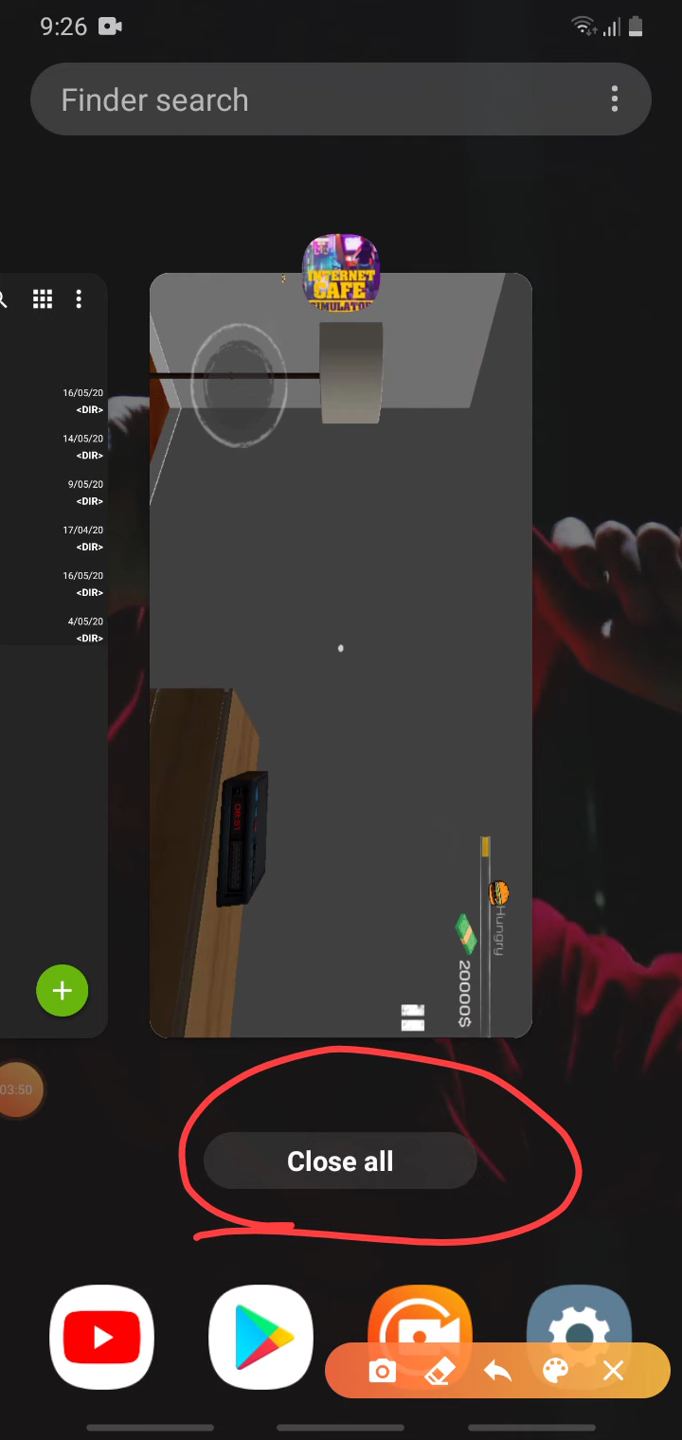 9:26
Finder search
INTERNET
CAFE
SIMULATOR
16/05/20
<DIR>
14/05/20
<DIR>
9/05/20
<DIR>
17/04/20
<DIR>
16/05/20
<DIR>
4/05/20
<DIR>
Hungry
20000$
03:50
Close all